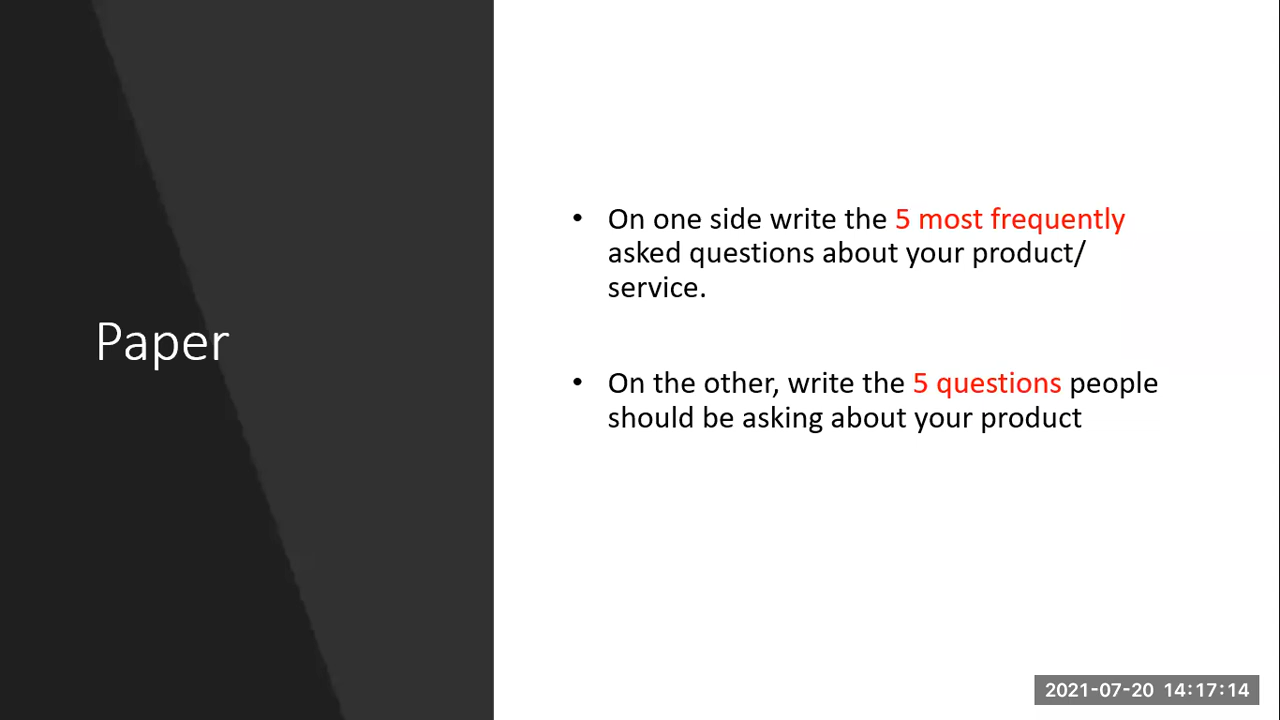 Paper
• On one side write the 5 most frequently
asked questions about your product/
service.
• On the other, write the 5 questions people
should be asking about your product
2021-07-20 14:17:14